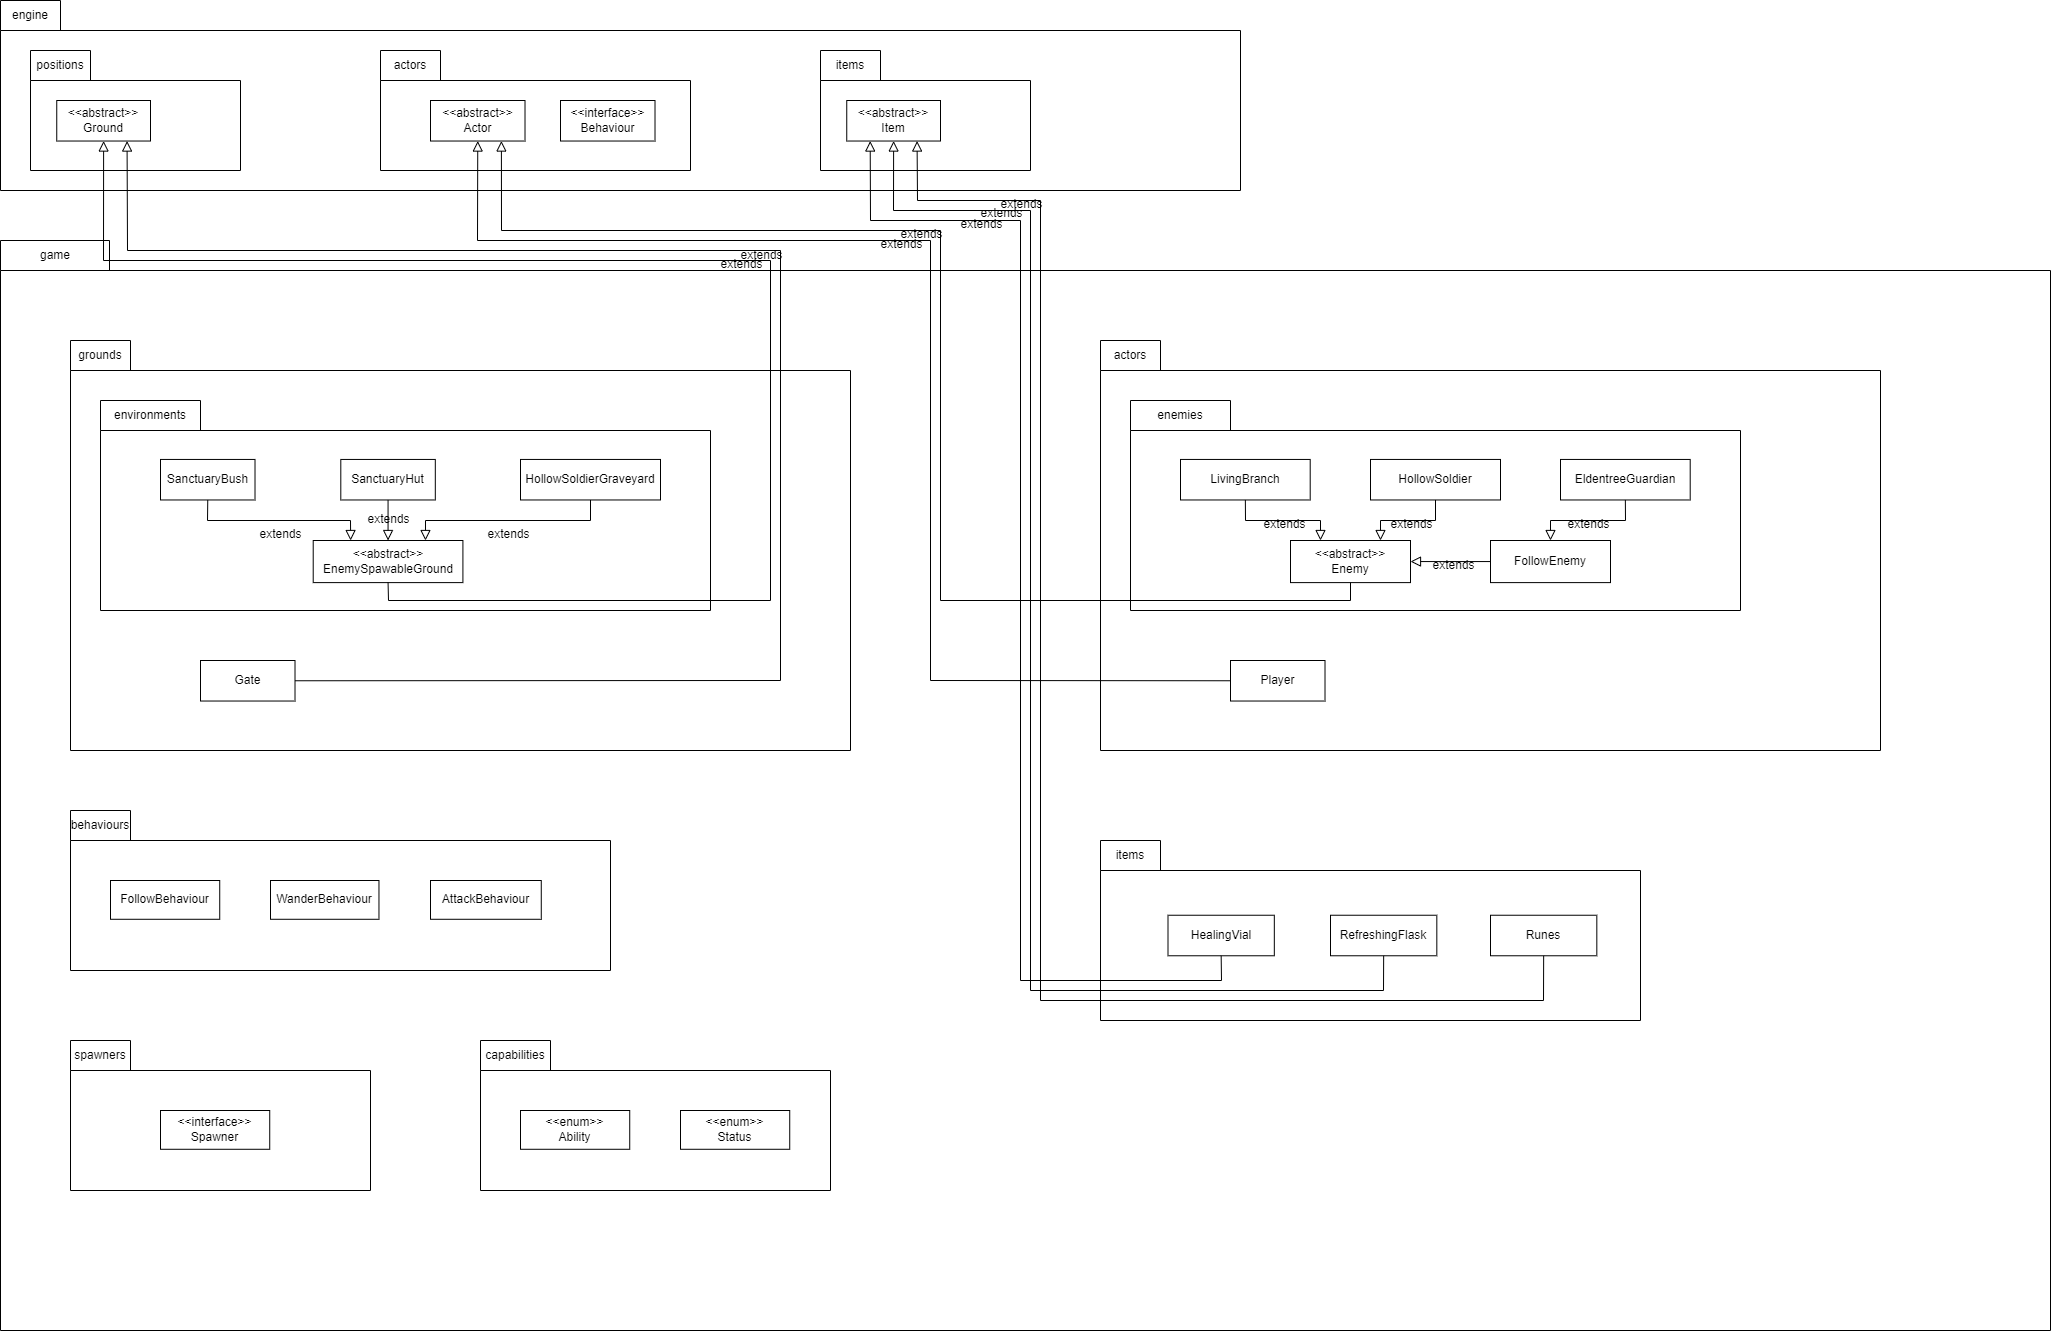 engine
positions
actors
items
<<abstract>>
Ground
<<abstract>>
Actor
<<interface>>
Behaviour
<<abstract>>
Item
extends
extends
extends
extends
extends
extends
extends
game
grounds
actors
environments
enemies
SanctuaryBush
SanctuaryHut
HollowSoldierGraveyard
LivingBranch
HollowSoldier
EldentreeGuardian
extends
extends
extends
extends
extends
extends
<<abstract>>
EnemySpawableGround
<<abstract>>
Enemy
extends
FollowEnemy
Gate
Player
behaviours
items
FollowBehaviour
WanderBehaviour
AttackBehaviour
HealingVial
RefreshingFlask
Runes
spawners
capabilities
<<interface>>
Spawner
<<enum>>
Ability
<<enum>>
Status